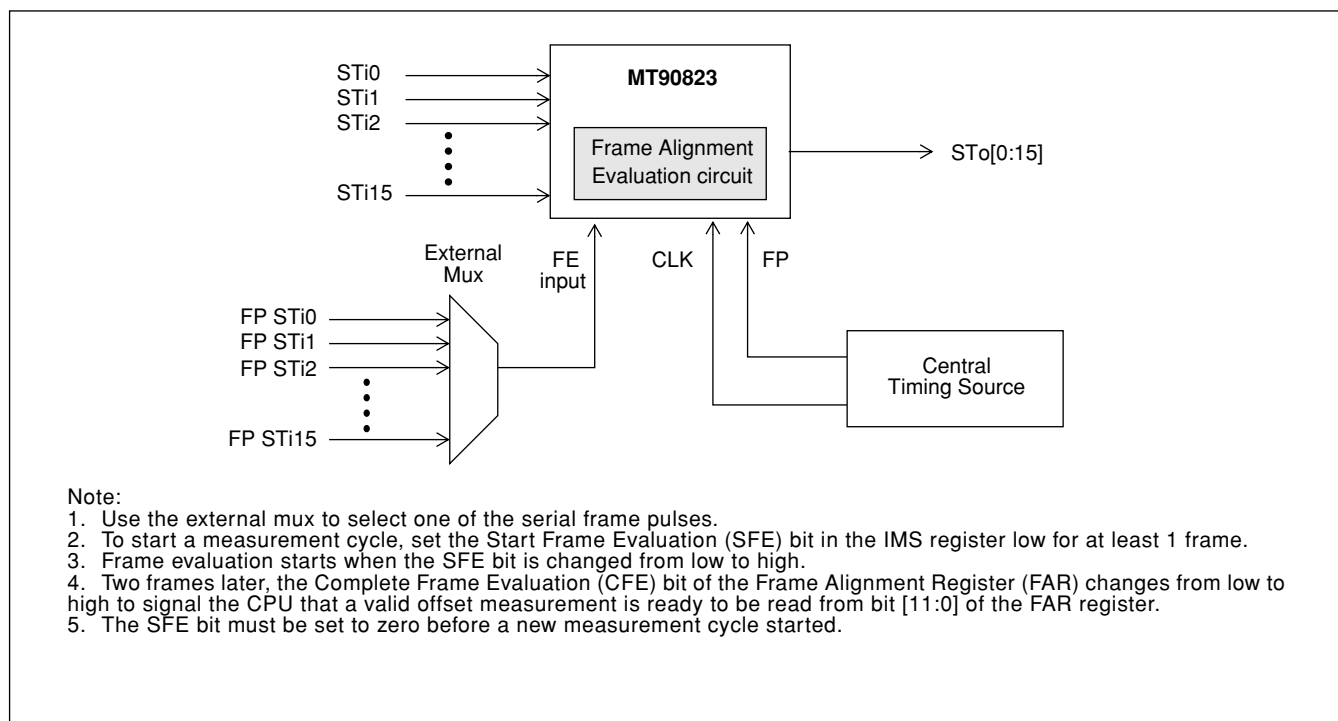 STi0
STi1
STi2
STi15
MT90823
Frame Alignment
Evaluation circuit
STo[0:15]
External
Mux
FE
input
CLK
FP
FP STi0
FP STi1
FP STi2
FP STi15
Central
Timing Source
Note:
1. Use the external mux to select one of the serial frame pulses.
2. To start a measurement cycle, set the Start Frame Evaluation (SFE) bit in the IMS register low for at least 1 frame.
3. Frame evaluation starts when the SFE bit is changed from low to high.
4. Two frames later, the Complete Frame Evaluation (CFE) bit of the Frame Alignment Register (FAR) changes from low to
high to signal the CPU that a valid offset measurement is ready to be read from bit [11:0] of the FAR register.
5. The SFE bit must be set to zero before a new measurement cycle started.